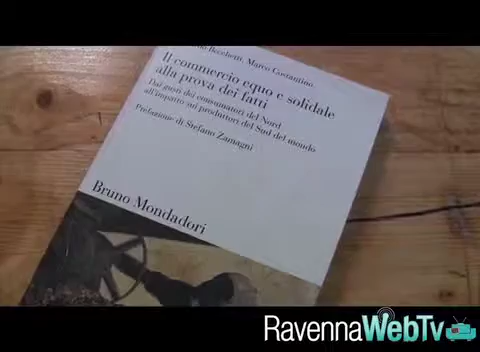 Becchetti, Marco Costantino
Il commercio equo e solidale
alla prova dei fatti
Dai gusti dei consumatori del Nord
all'impatto sui produttori del Sud del mondo
Prefazione di Stefano Zamagni
Bruno Mondadori
RavennaWebTv